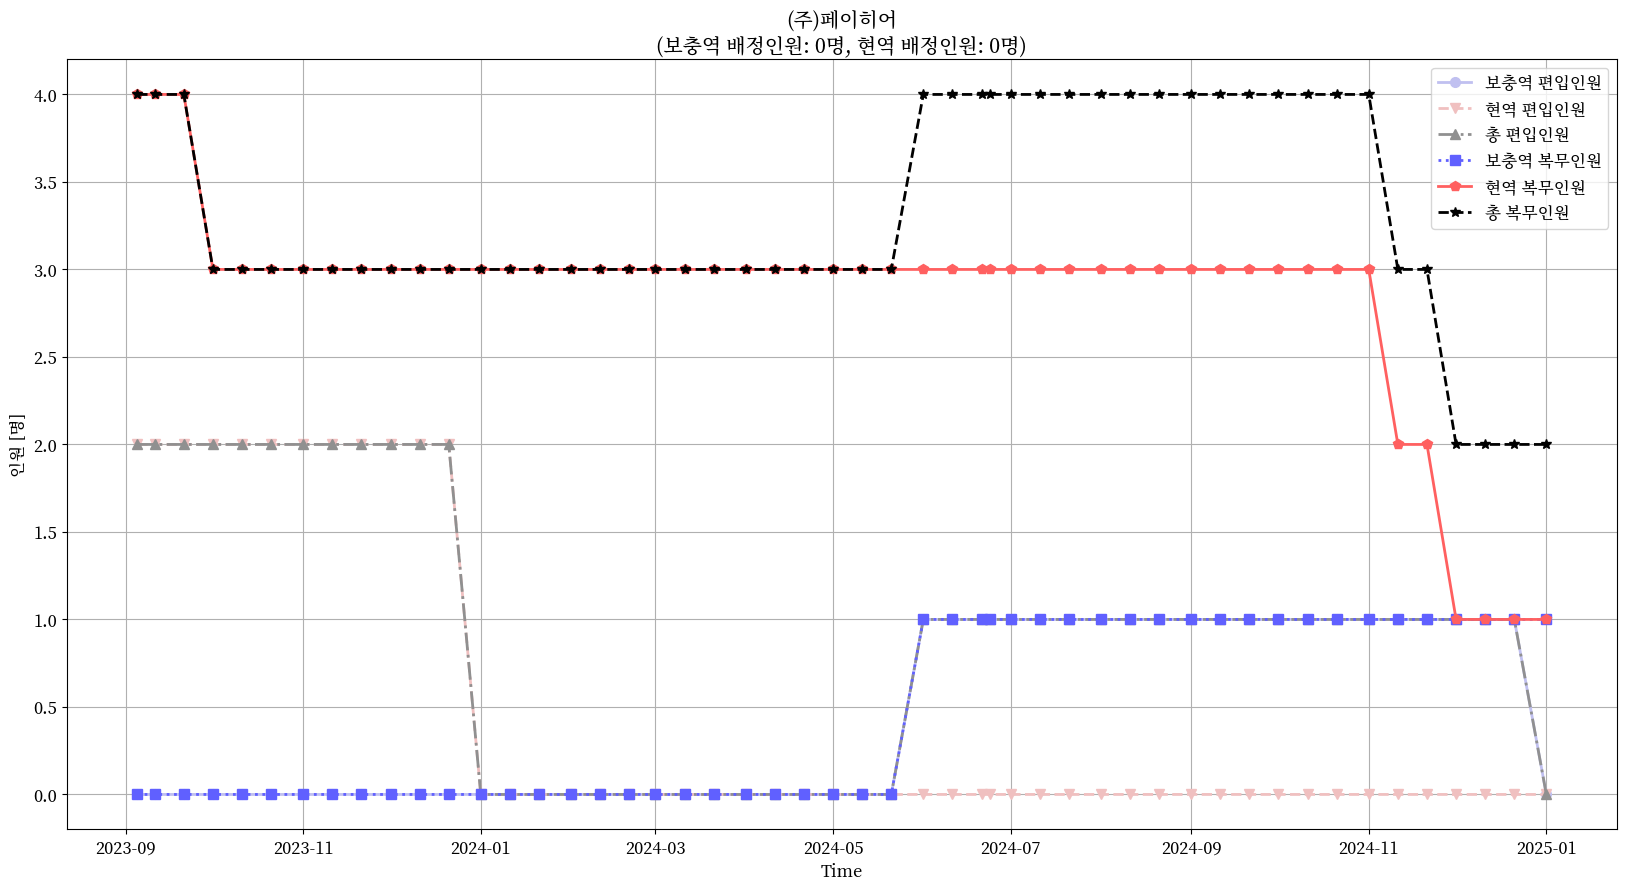 (주)페이히어
(보충역 배정인원: 0명, 현역 배정인원: 0명)
보충역 편입인원
현역 편입인원
총 편입인원
보충역 복무인원
현역 복무인원
총 복무인원
인원 [명]
4.0
3.5
3.0
2.5
2.0
1.5
1.0
0.5
0.0
2023-09 2023-11 2024-01 2024-03 2024-05 2024-07 2024-09 2024-11 2025-01
Time